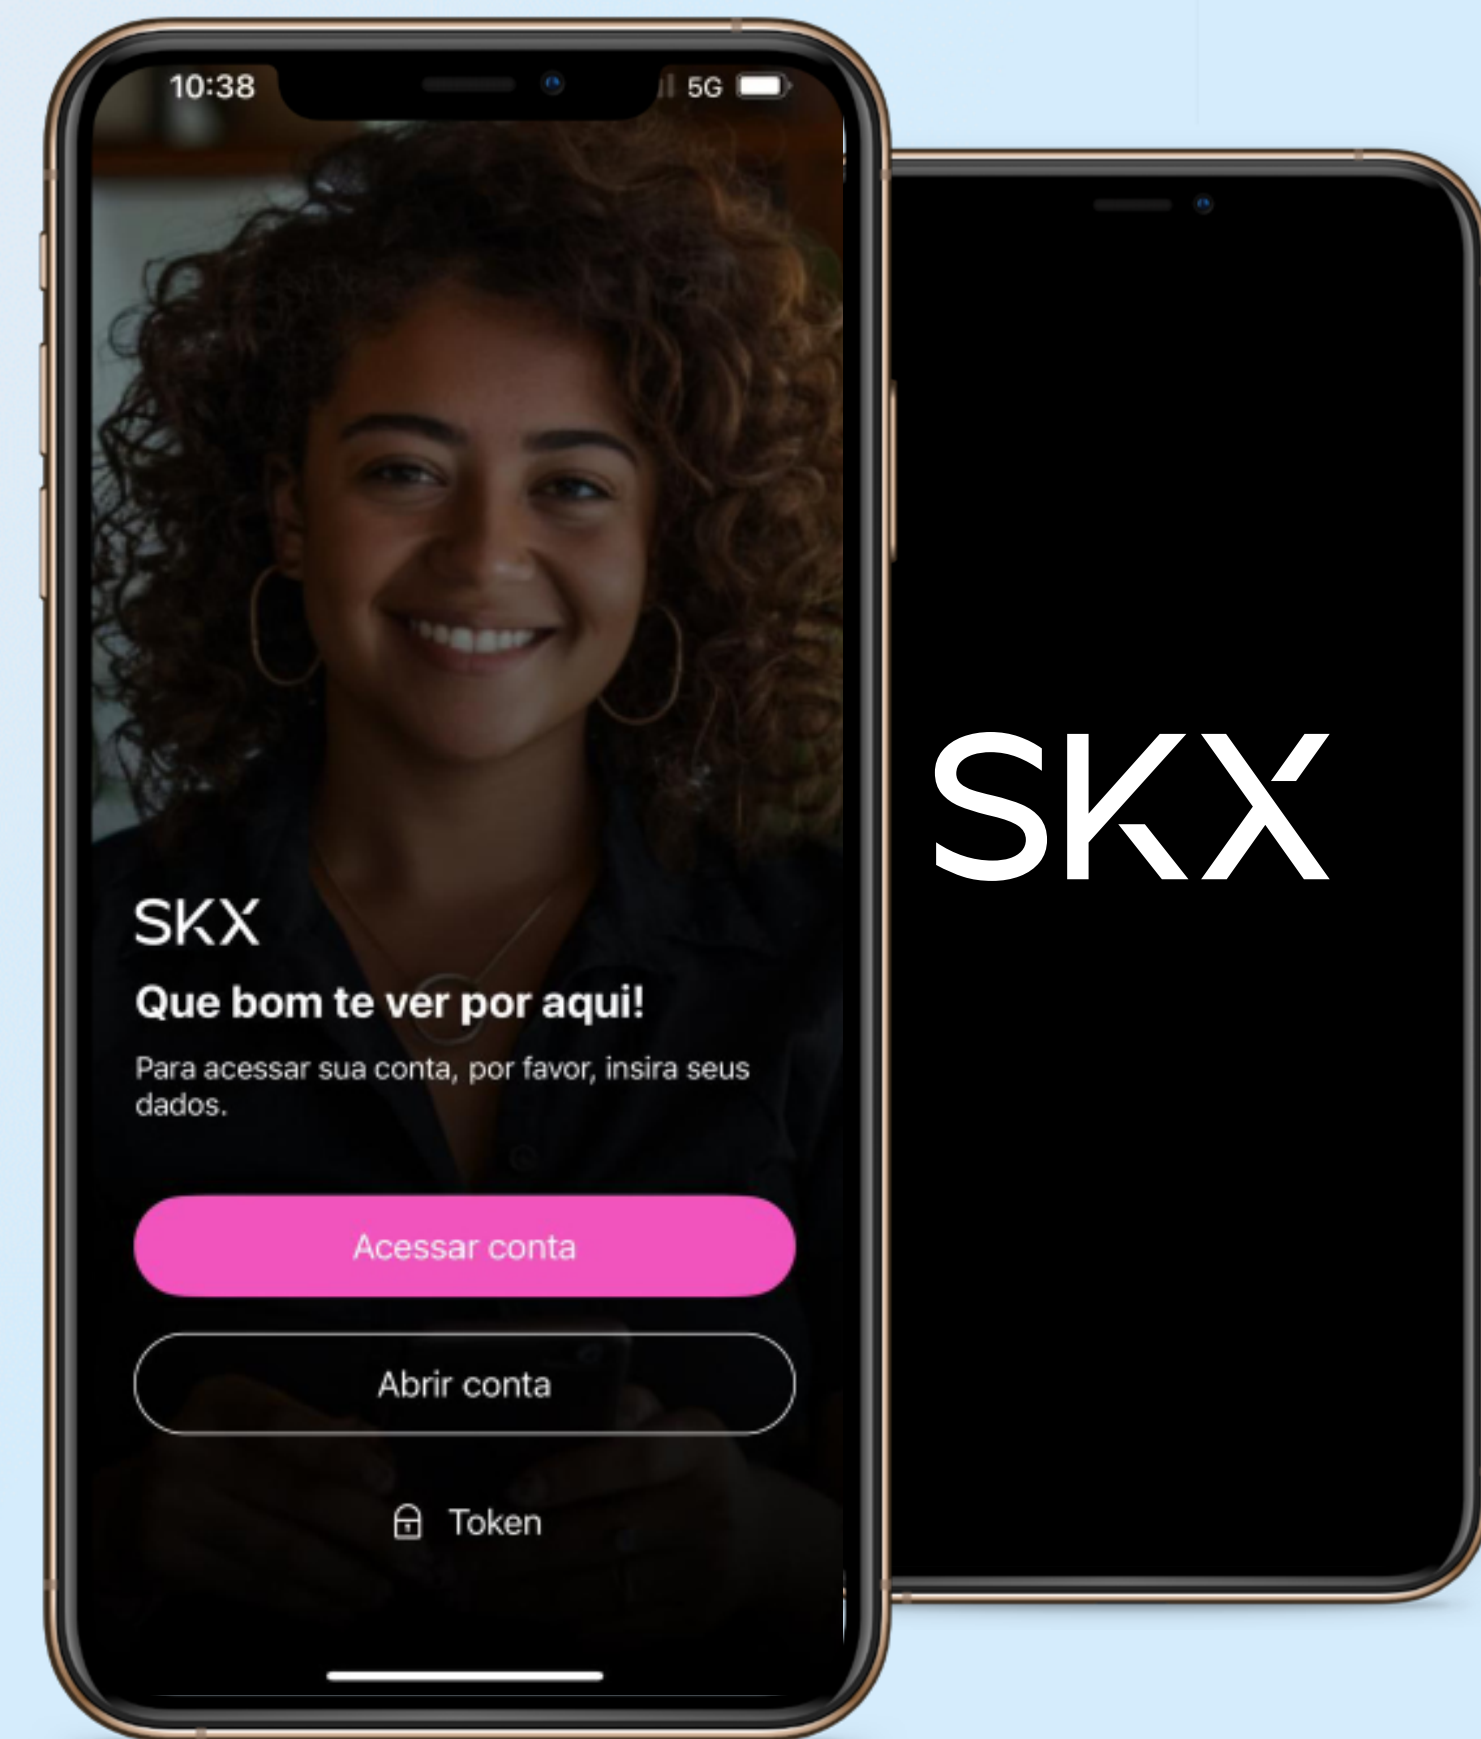 10:38 5G
SKX
Que bom te ver por aqui!
Para acessar sua conta, por favor, insira seus
dados.
Acessar conta
Abrir conta
Token
SKX